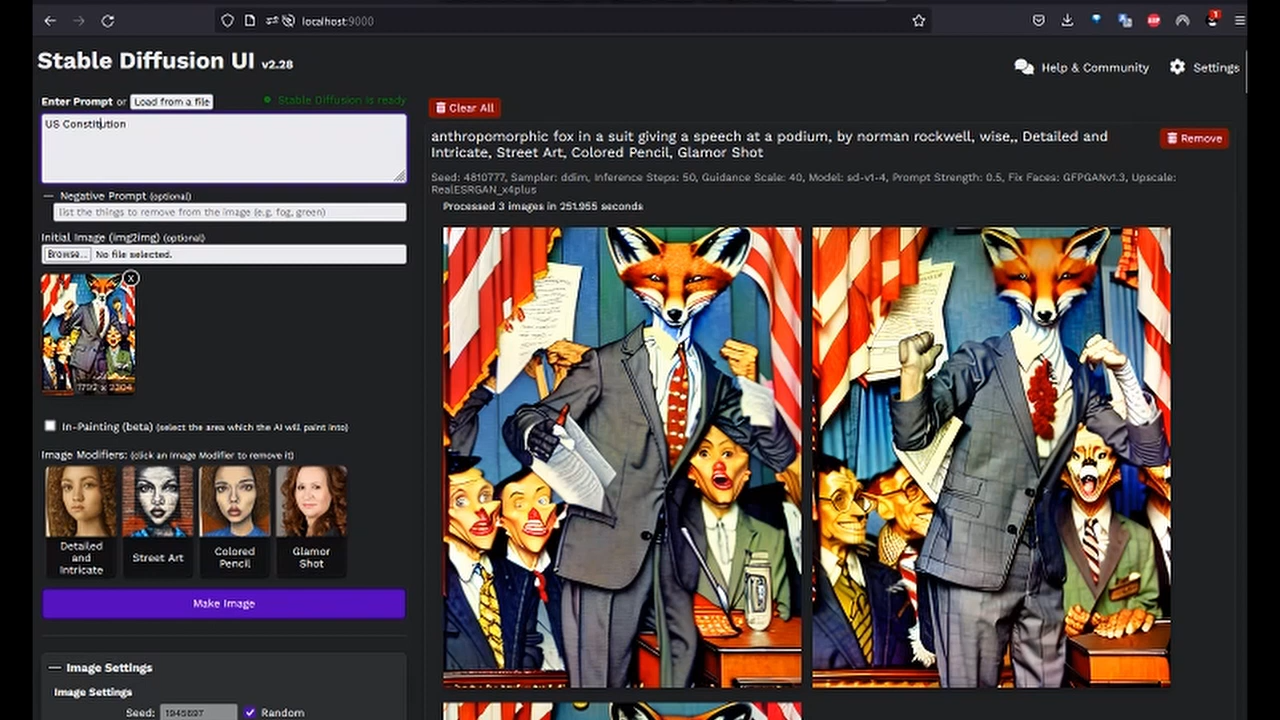 localhost:9000
Stable Diffusion UI v2.28
Help & Community
Settings
Enter Prompt or Load from a file
Stable Diffusion is ready
US Constitution
Negative Prompt (optional)
list the things to remove from the image (e.g. fog, green)
Initial Image (img2img) (optional)
Browse... No file selected.
X
1792 x 2304
In-Painting (beta) (select the area which the AI will paint into)
Image Modifiers: (click an Image Modifier to remove it)
Detailed and Intricate
Street Art
Colored Pencil
Glamor Shot
Make Image
Image Settings
Image Settings
Seed: 1945697 Random
Clear All
anthropomorphic fox in a suit giving a speech at a podium, by norman rockwell, wise,, Detailed and
Intricate, Street Art, Colored Pencil, Glamor Shot
Remove
Seed: 4810777, Sampler: ddim, Inference Steps: 50, Guidance Scale: 40, Model: sd-v1-4, Prompt Strength: 0.5, Fix Faces: GFPGANv1.3, Upscale:
RealESRGAN_x4plus
Processed 3 images in 251.955 seconds